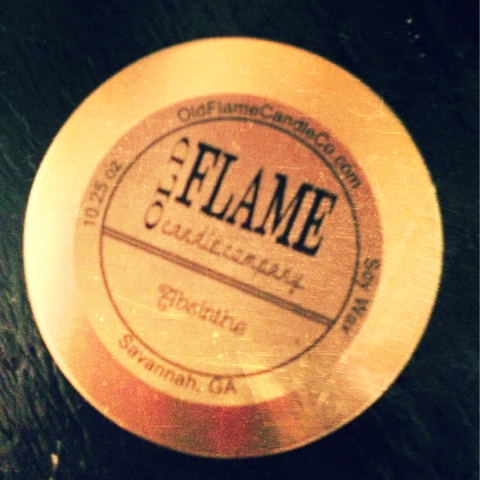 OldFlameCandleCo.com
10.25 oz
OLD
FLAME
candlecompany
Absinthe
Soy Wax
Savannah, GA